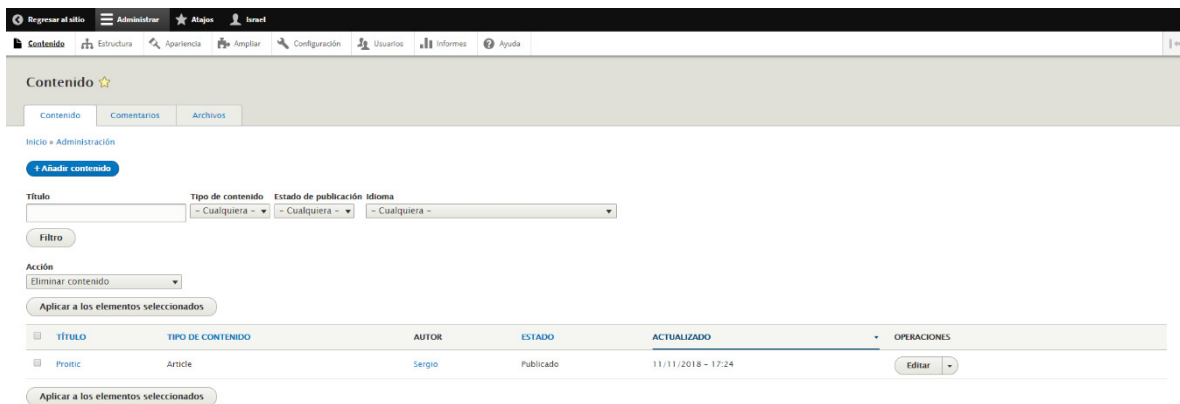 Regresar al sitio Administrar Atajos Israel
Contenido Estructura Apariencia Ampliar Configuración Usuarios Informes Ayuda
Contenido
Contenido Comentarios Archivos
Inicio » Administración
+ Añadir contenido
Título Tipo de contenido Estado de publicación Idioma
- Cualquiera - - Cualquiera - - Cualquiera -
Filtro
Acción
Eliminar contenido
Aplicar a los elementos seleccionados
TÍTULO TIPO DE CONTENIDO AUTOR ESTADO ACTUALIZADO OPERACIONES
Proitic Article Sergio Publicado 11/11/2018 - 17:24 Editar
Aplicar a los elementos seleccionados